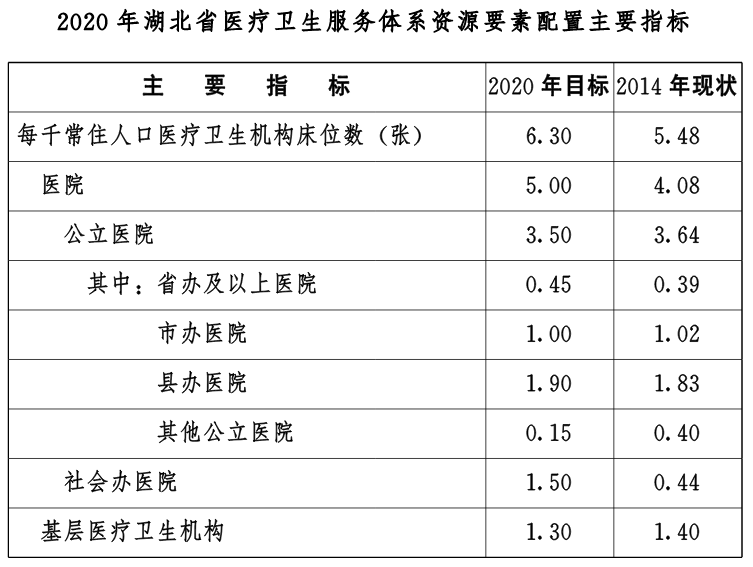 2020 年湖北省医疗卫生服务体系资源要素配置主要指标
主 要 指 标 2020 年目标 2014 年现状
每千常住人口医疗卫生机构床位数（张） 6.30 5.48
医院 5.00 4.08
公立医院 3.50 3.64
其中：省办及以上医院 0.45 0.39
市办医院 1.00 1.02
县办医院 1.90 1.83
其他公立医院 0.15 0.40
社会办医院 1.50 0.44
基层医疗卫生机构 1.30 1.40